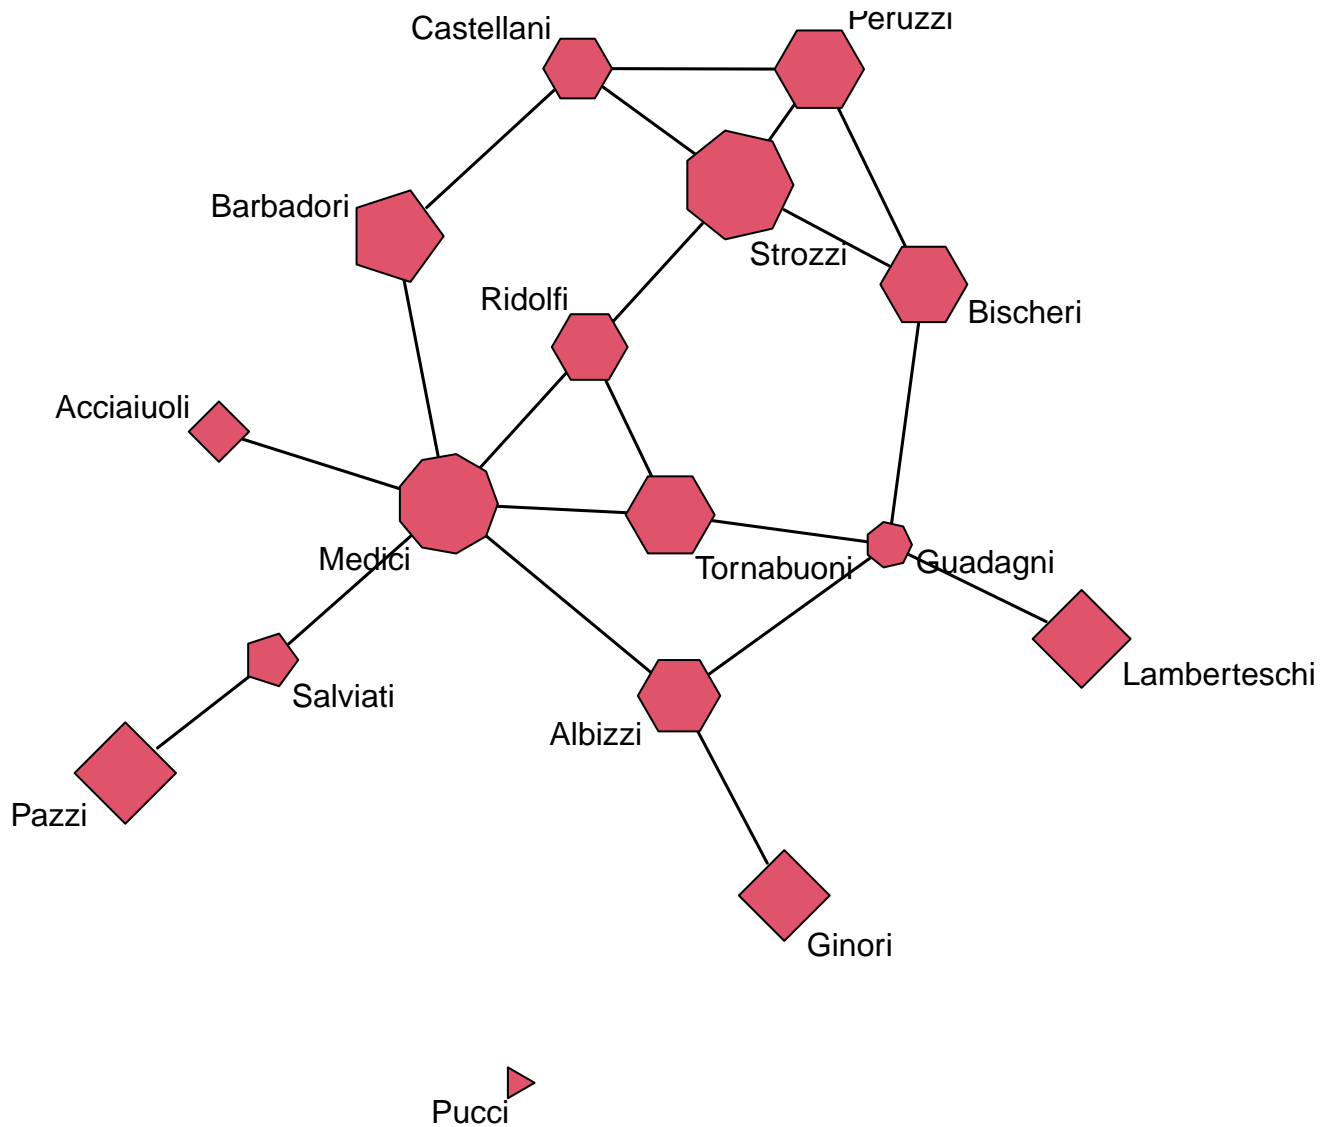 Peruzzi
Castellani
Barbadori
Strozzi
Ridolfi
Bischeri
Acciaiuoli
Medici
Tornabuoni
Guadagni
Lamberteschi
Salviati
Albizzi
Pazzi
Ginori
Pucci